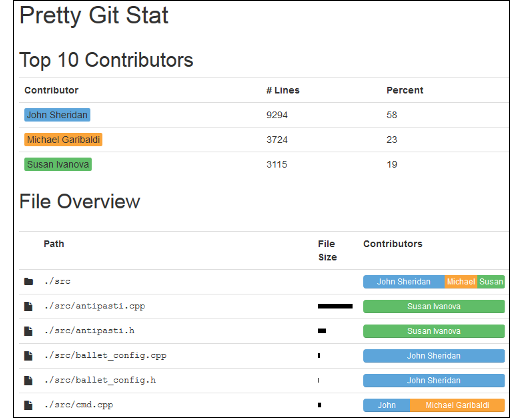 Pretty Git Stat
Top 10 Contributors
Contributor # Lines Percent
John Sheridan 9294 58
Michael Garibaldi 3724 23
Susan Ivanova 3115 19
File Overview
Path File Size Contributors
./src John Sheridan Michael Susan
./src/antipasti.cpp Susan Ivanova
./src/antipasti.h Susan Ivanova
./src/ballet_config.cpp John Sheridan
./src/ballet_config.h John Sheridan
./src/cmd.cpp John Michael Garibaldi